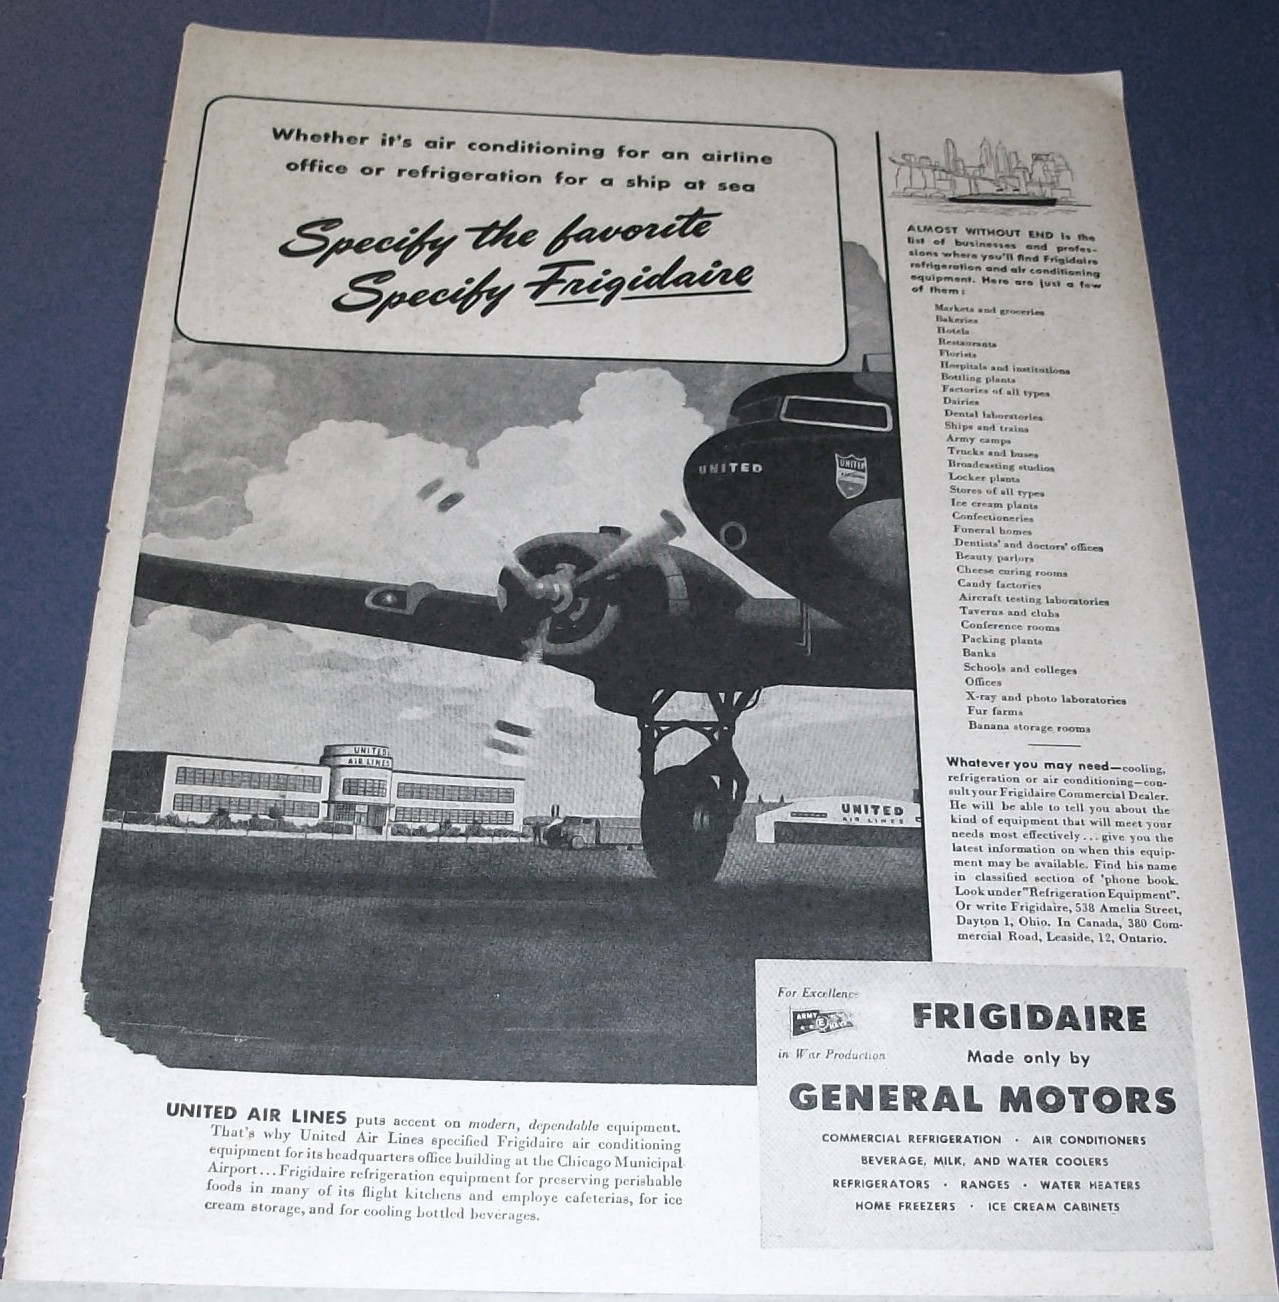 Whether it's air conditioning for an airline
office or refrigeration for a ship at sea
Specify the favorite
Specify Frigidaire
UNITED
UNITED
UNITED
AIR LINES
UNITED
AIR LINES
ALMOST WITHOUT END is the
list of businesses and profes-
sions where you'll find Frigidaire
refrigeration and air conditioning
equipment. Here are just a few
of them:
Markets and groceries
Bakeries
Hotels
Restaurants
Florists
Hospitals and institutions
Bottling plants
Factories of all types
Dairies
Dental laboratories
Ships and trains
Army camps
Trucks and buses
Broadcasting studios
Locker plants
Stores of all types
Ice cream plants
Confectioneries
Funeral homes
Dentists' and doctors' offices
Beauty parlors
Cheese curing rooms
Candy factories
Aircraft testing laboratories
Taverns and clubs
Conference rooms
Packing plants
Banks
Schools and colleges
Offices
X-ray and photo laboratories
Fur farms
Banana storage rooms
Whatever you may need—cooling,
refrigeration or air conditioning—con-
sult your Frigidaire Commercial Dealer.
He will be able to tell you about the
kind of equipment that will meet your
needs most effectively...give you the
latest information on when this equip-
ment may be available. Find his name
in classified section of 'phone book.
Look under "Refrigeration Equipment".
Or write Frigidaire, 538 Amelia Street,
Dayton 1, Ohio. In Canada, 380 Com-
mercial Road, Leaside, 12, Ontario.
UNITED AIR LINES puts accent on modern, dependable equipment.
That's why United Air Lines specified Frigidaire air conditioning
equipment for its headquarters office building at the Chicago Municipal
Airport...Frigidaire refrigeration equipment for preserving perishable
foods in many of its flight kitchens and employe cafeterias, for ice
cream storage, and for cooling bottled beverages.
For Excellence
ARMY E
in War Production
FRIGIDAIRE
Made only by
GENERAL MOTORS
COMMERCIAL REFRIGERATION · AIR CONDITIONERS
BEVERAGE, MILK, AND WATER COOLERS
REFRIGERATORS · RANGES · WATER HEATERS
HOME FREEZERS · ICE CREAM CABINETS